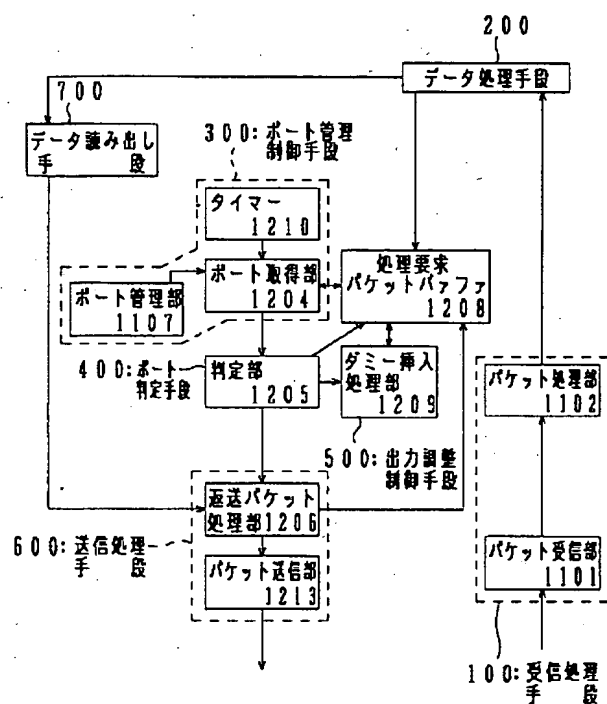 200
データ処理手段
700
データ読み出し
手段
300:ポート管理
制御手段
タイマー
1210
ポート取得部
1204
ポート管理部
1107
処理要求
パケットバァファ
1208
400:ポート
判定手段
判定部
1205
ダミー挿入
処理部
1209
500:出力調整
制御手段
パケット処理部
1102
返送パケット
処理部1206
600:送信処理
手段
パケット送信部
1213
パケット受信部
1101
100:受信処理
手段